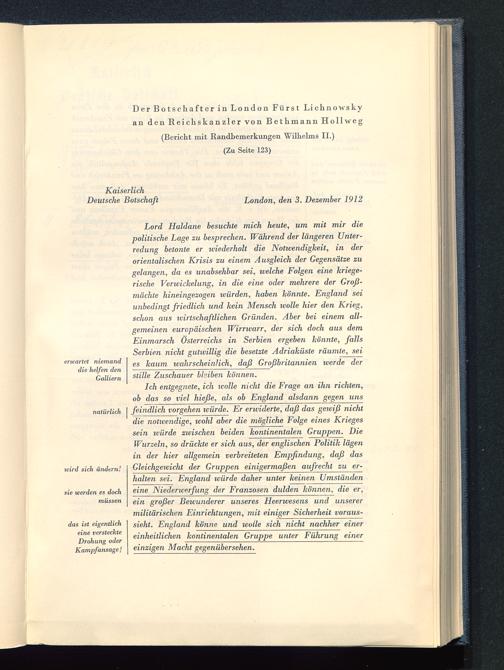 Der Botschafter in London Fürst Lichnowsky
an den Reichskanzler von Bethmann Hollweg
(Bericht mit Randbemerkungen Wilhelms II.)
(Zu Seite 123)
Kaiserlich
Deutsche Botschaft
London, den 3. Dezember 1912
Lord Haldane besuchte mich heute, um mit mir die
politische Lage zu besprechen. Während der längeren Unter-
redung betonte er wiederholt die Notwendigkeit, in der
orientalischen Krisis zu einem Ausgleich der Gegensätze zu
gelangen, da es unabsehbar sei, welche Folgen eine kriege-
rische Verwickelung, in die eine oder mehrere der Groß-
mächte hineingezogen würden, haben könnte. England sei
unbedingt friedlich und kein Mensch wolle hier den Krieg,
schon aus wirtschaftlichen Gründen. Aber bei einem all-
gemeinen europäischen Wirrwarr, der sich doch aus dem
Einmarsch Österreichs in Serbien ergeben könnte, falls
Serbien nicht gutwillig die besetzte Adriaküste räumte, sei
es kaum wahrscheinlich, daß Großbritannien werde der
stille Zuschauer bleiben können.
erwartet niemand
die helfen den
Galliern
Ich entgegnete, ich wolle nicht die Frage an ihn richten,
ob das so viel hieße, als ob England alsdann gegen uns
feindlich vorgehen würde. Er erwiderte, daß das gewiß nicht
natürlich
die notwendige, wohl aber die mögliche Folge eines Krieges
sein würde zwischen beiden kontinentalen Gruppen. Die
Wurzeln, so drückte er sich aus, der englischen Politik lägen
in der hier allgemein verbreiteten Empfindung, daß das
Gleichgewicht der Gruppen einigermaßen aufrecht zu er-
wird sich ändern!
halten sei. England würde daher unter keinen Umständen
eine Niederwerfung der Franzosen dulden können, die er,
sie werden es doch
müssen
ein großer Bewunderer unseres Heerwesens und unserer
militärischen Einrichtungen, mit einiger Sicherheit voraus-
sieht. England könne und wolle sich nicht nachher einer
einheitlichen kontinentalen Gruppe unter Führung einer
einzigen Macht gegenübersehen.
das ist eigentlich
eine versteckte
Drohung oder
Kampfansage!